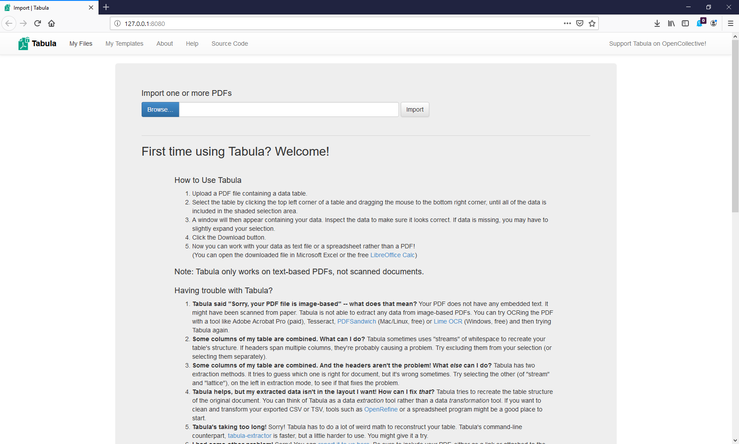 Import | Tabula
127.0.0.1:8080
Tabula My Files My Templates About Help Source Code Support Tabula on OpenCollective!
Import one or more PDFs
Browse... Import
First time using Tabula? Welcome!
How to Use Tabula
1. Upload a PDF file containing a data table.
2. Select the table by clicking the top left corner of a table and dragging the mouse to the bottom right corner, until all of the data is
included in the shaded selection area.
3. A window will then appear containing your data. Inspect the data to make sure it looks correct. If data is missing, you may have to
slightly expand your selection.
4. Click the Download button.
5. Now you can work with your data as text file or a spreadsheet rather than a PDF!
(You can open the downloaded file in Microsoft Excel or the free LibreOffice Calc)
Note: Tabula only works on text-based PDFs, not scanned documents.
Having trouble with Tabula?
1. Tabula said "Sorry, your PDF file is image-based" -- what does that mean? Your PDF does not have any embedded text. It
might have been scanned from paper. Tabula is not able to extract any data from image-based PDFs. You can try OCRing the PDF
with a tool like Adobe Acrobat Pro (paid), Tesseract, PDFSandwich (Mac/Linux, free) or Lime OCR (Windows, free) and then trying
Tabula again.
2. Some columns of my table are combined. What can I do? Tabula sometimes uses "streams" of whitespace to recreate your
table's structure. If headers span multiple columns, they're probably causing a problem. Try excluding them from your selection (or
selecting them separately).
3. Some columns of my table are combined. And the headers aren't the problem! What else can I do? Tabula has two
extraction methods. It tries to guess which one is right for document, but it's wrong sometimes. Try selecting the other (of "stream"
and "lattice"), on the left in extraction mode, to see if that fixes the problem.
4. Tabula helps, but my extracted data isn't in the layout I want! How can I fix that? Tabula tries to recreate the table structure
of the original document. You can think of Tabula as a data extraction tool rather than a data transformation tool. If you want to
clean and transform your exported CSV or TSV, tools such as OpenRefine or a spreadsheet program might be a good place to
start.
5. Tabula's taking too long! Sorry! Tabula has to do a lot of weird math to reconstruct your table. Tabula's command-line
counterpart, tabula-extractor is faster, but a little harder to use. You might give it a try.